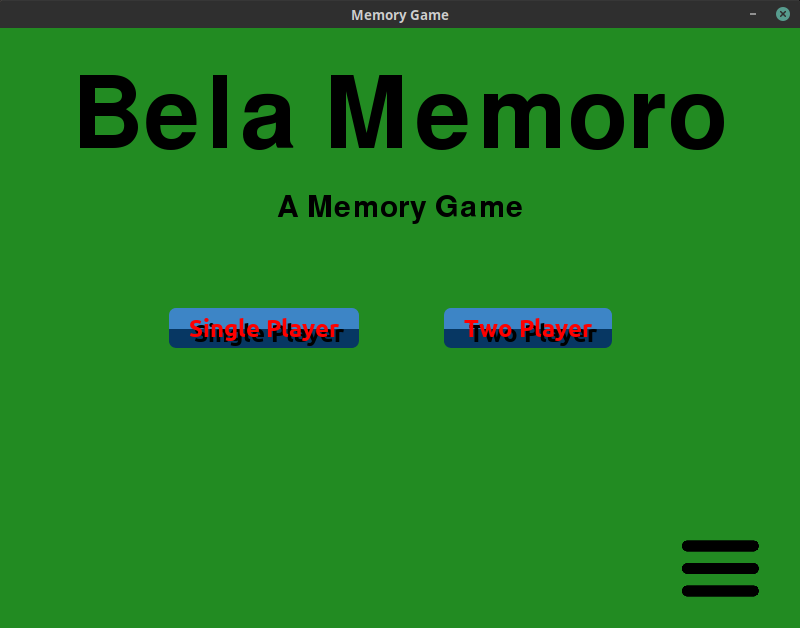 Memory Game
Bela Memoro
A Memory Game
Single Player
Two Player